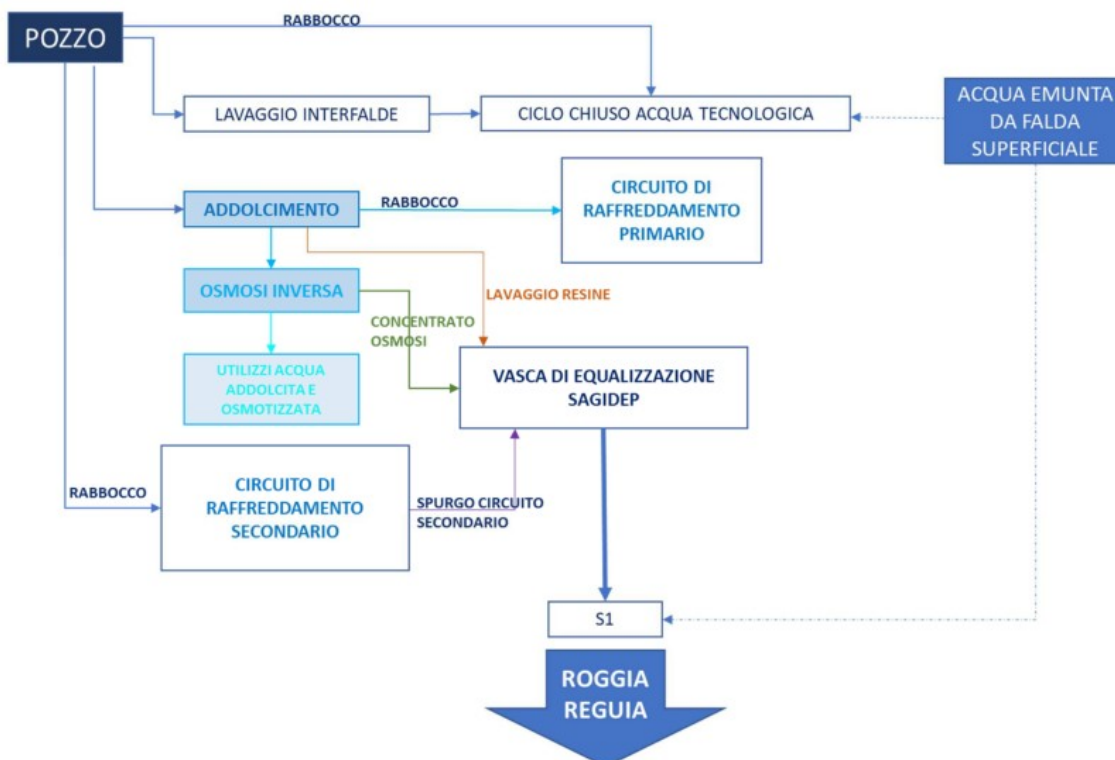 POZZO
RABBOCCO
LAVAGGIO INTERFALDE
CICLO CHIUSO ACQUA TECNOLOGICA
ACQUA EMUNTA
DA FALDA
SUPERFICIALE
ADDOLCIMENTO
RABBOCCO
CIRCUITO DI
RAFFREDDAMENTO
PRIMARIO
OSMOSI INVERSA
LAVAGGIO RESINE
CONCENTRATO
OSMOSI
UTILIZZI ACQUA
ADDOLCITA E
OSMOTIZZATA
VASCA DI EQUALIZZAZIONE
SAGIDEP
RABBOCCO
CIRCUITO DI
RAFFREDDAMENTO
SECONDARIO
SPURGO CIRCUITO
SECONDARIO
S1
ROGGIA
REGUIA